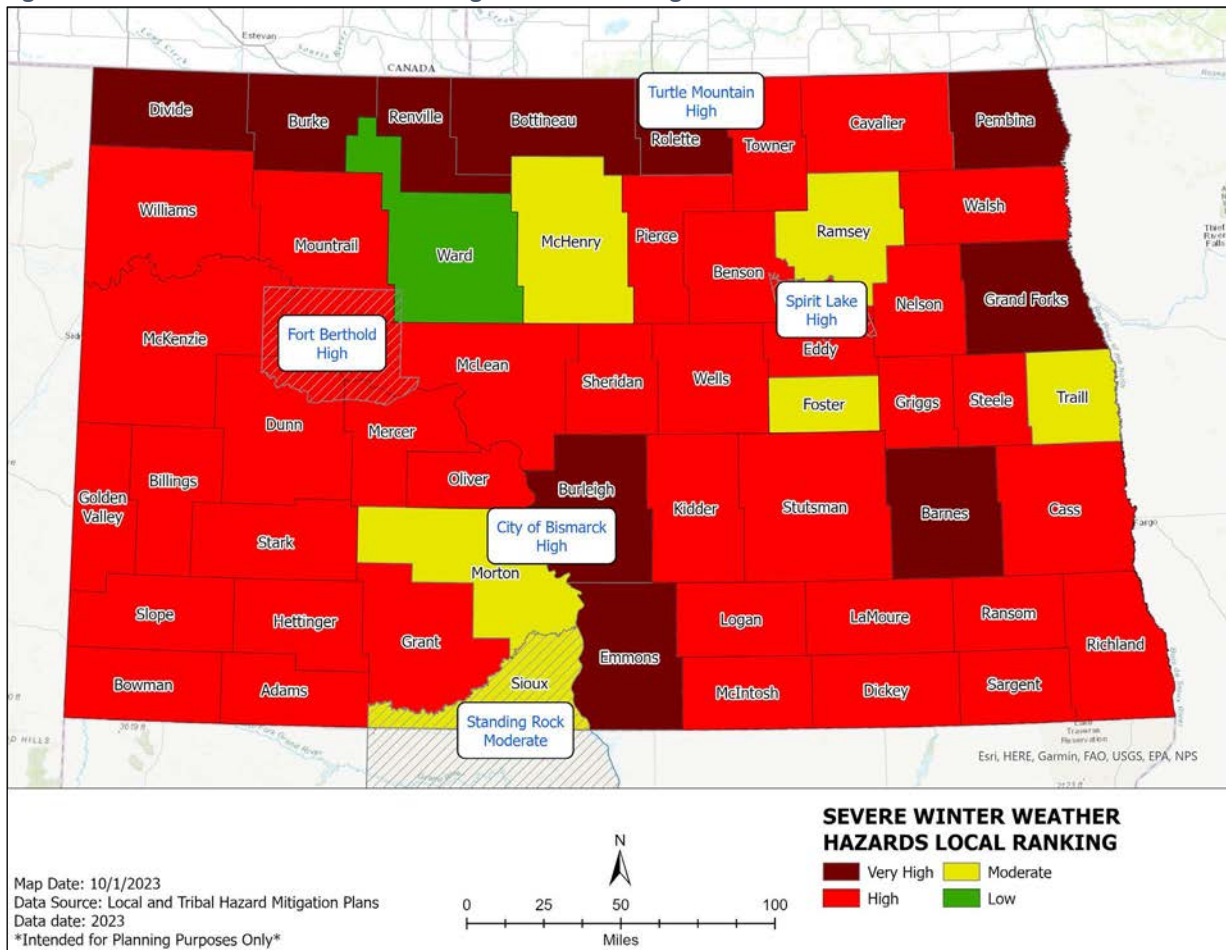 Estevan
CANADA
Turtle Mountain
High
Divide
Burke
Renville
Bottineau
Rolette
Towner
Cavalier
Pembina
Williams
Mountrail
Ward
McHenry
Pierce
Benson
Ramsey
Walsh
Nelson
Grand Forks
Spirit Lake
High
McKenzie
Fort Berthold
High
McLean
Sheridan
Wells
Eddy
Foster
Griggs
Steele
Traill
Dunn
Mercer
Oliver
Golden
Valley
Billings
Burleigh
Kidder
Stutsman
Barnes
Cass
Fargo
City of Bismarck
High
Stark
Morton
Slope
Hettinger
Grant
Emmons
Logan
LaMoure
Ransom
Richland
Bowman
Adams
Sioux
McIntosh
Dickey
Sargent
Standing Rock
Moderate
Esri, HERE, Garmin, FAO, USGS, EPA, NPS
SEVERE WINTER WEATHER
HAZARDS LOCAL RANKING
Very High
Moderate
High
Low
N
0 25 50 100
Miles
Map Date: 10/1/2023
Data Source: Local and Tribal Hazard Mitigation Plans
Data date: 2023
*Intended for Planning Purposes Only*